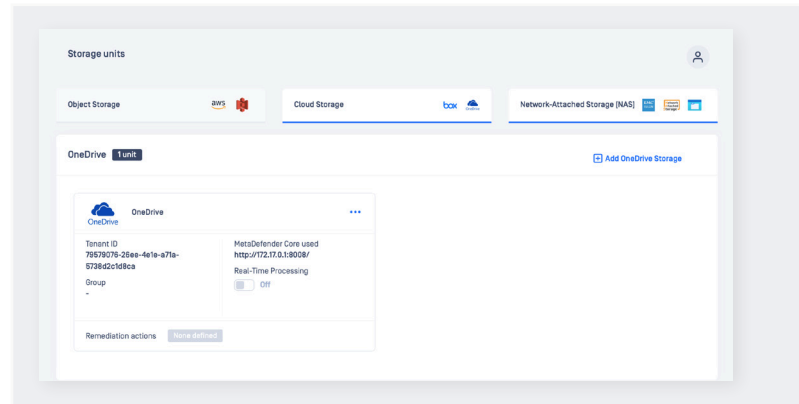 Storage units
Object Storage
aws
Cloud Storage
box
OneDrive
Network-Attached Storage (NAS)
OneDrive
1 unit
Add OneDrive Storage
OneDrive
OneDrive
Tenant ID
79579076-26ee-4e1e-a71a-
5738d2c1d8ca
Group
-
MetaDefender Core used
http://172.17.0.1:8008/
Real-Time Processing
Off
Remediation actions
None defined